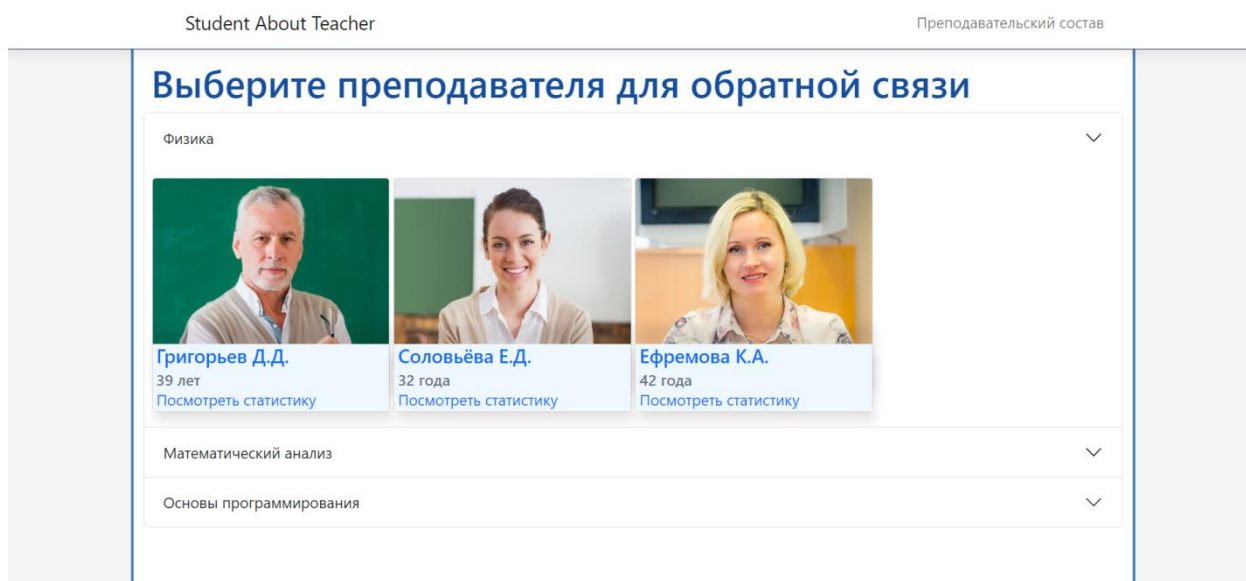 Student About Teacher
Преподавательский состав
Выберите преподавателя для обратной связи
Физика
Григорьев Д.Д.
39 лет
Посмотреть статистику
Соловьёва Е.Д.
32 года
Посмотреть статистику
Ефремова К.А.
42 года
Посмотреть статистику
Математический анализ
Основы программирования